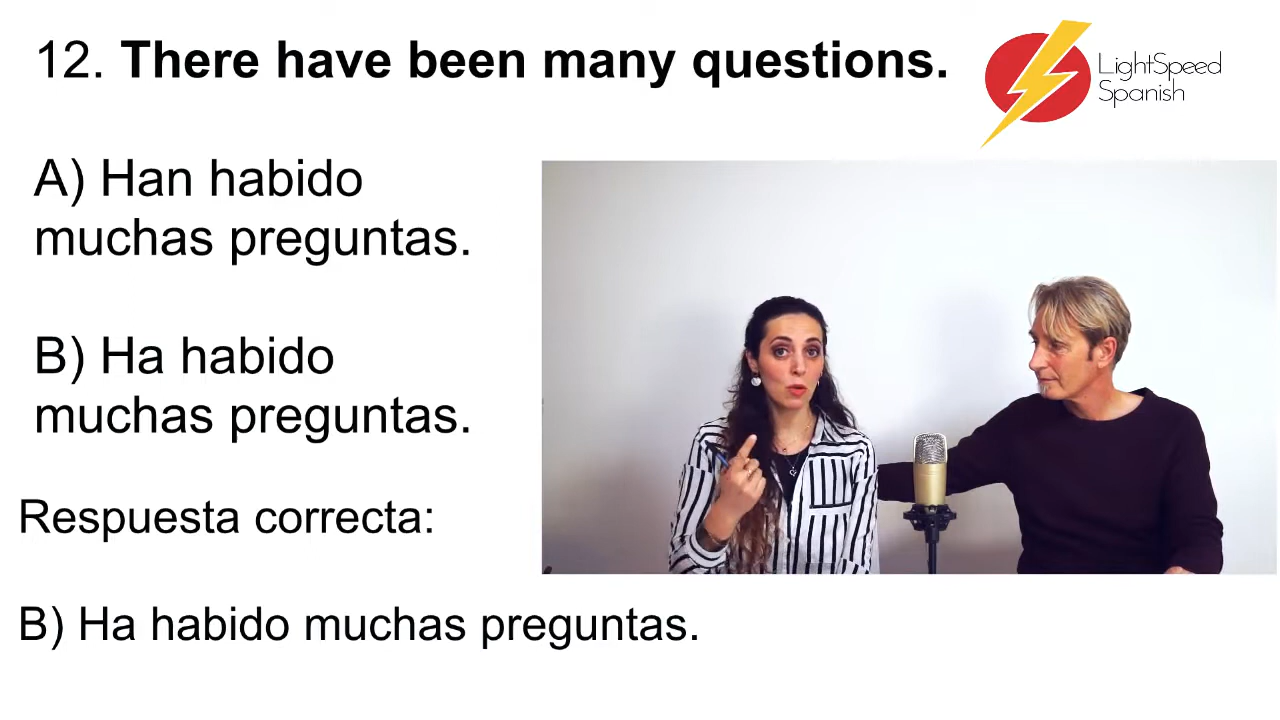 12. There have been many questions.
LightSpeed
Spanish
A) Han habido
muchas preguntas.
B) Ha habido
muchas preguntas.
Respuesta correcta:
B) Ha habido muchas preguntas.